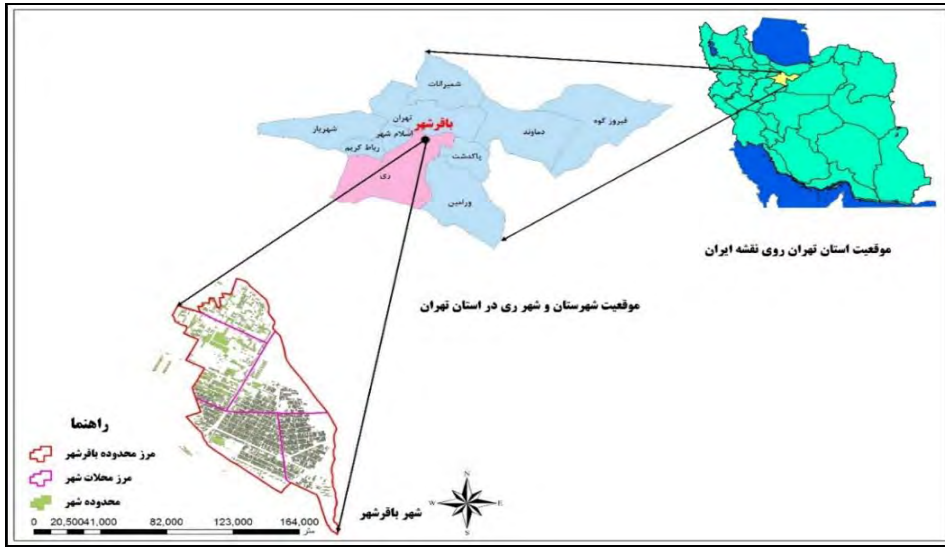 شمیرانات
تهران
باقرشهر
شهریار
اسلام شهر
رباط کریم
ری
پاکدشت
ورامین
دماوند
فیروز کوه
موقعیت استان تهران روی نقشه ایران
موقعیت شهرستان و شهر ری در استان تهران
راهنما
مرز محدوده باقرشهر
مرز محلات شهر
محدوده شهر
شهر باقرشهر
N
W
E
S
0 20,50041,000 82,000 123,000 164,000
متر